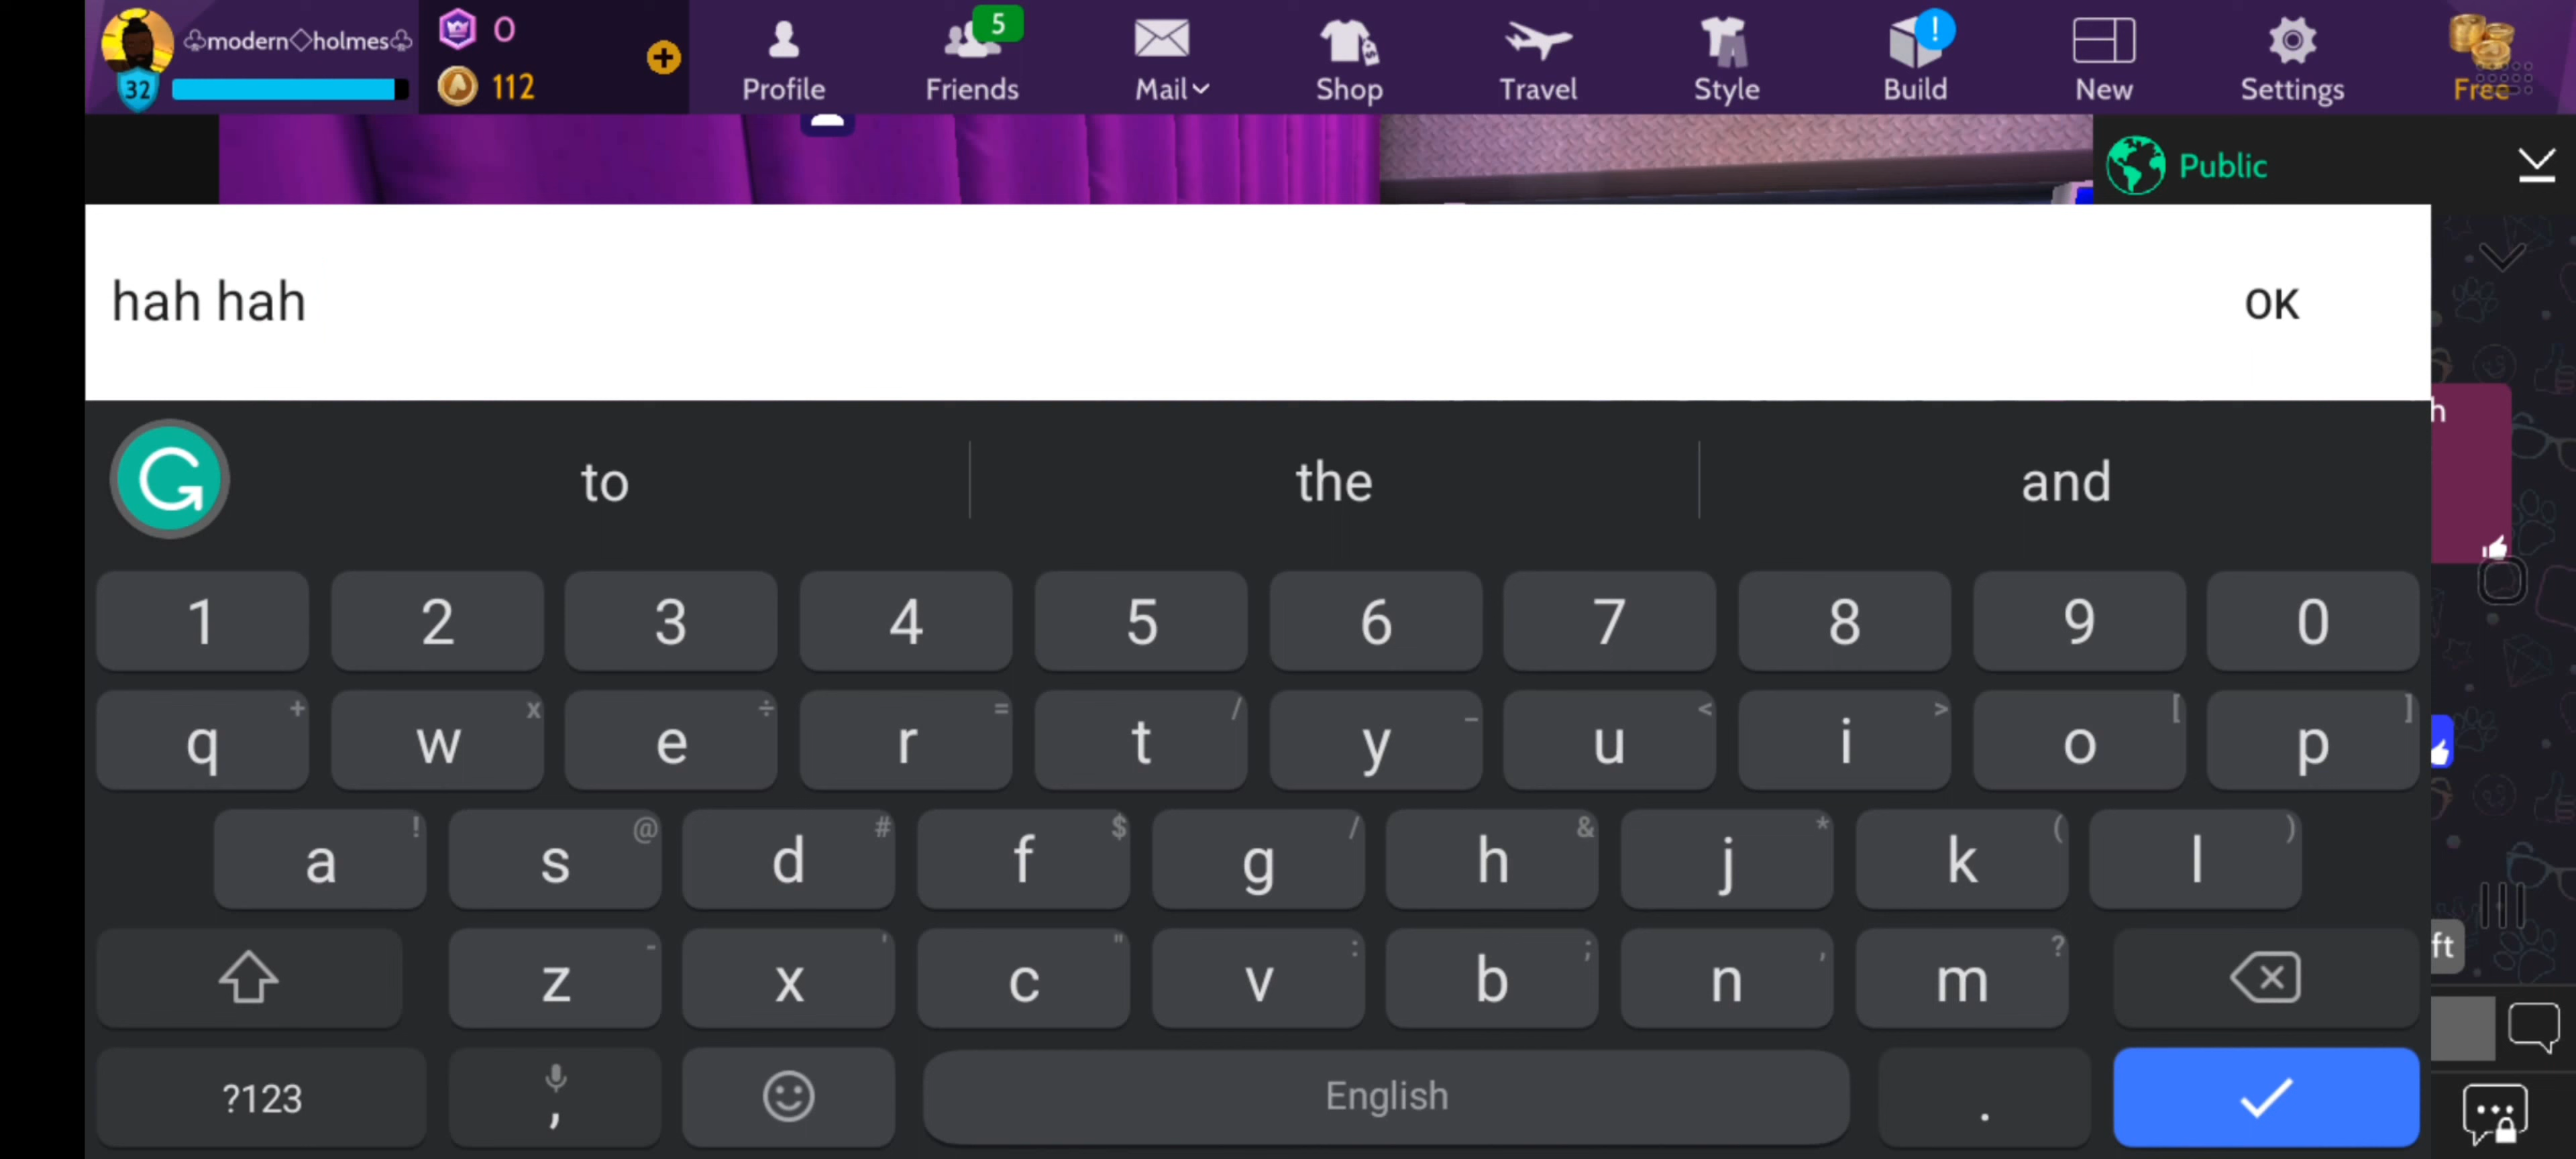 ♧modern◇holmes♧
32
0
112
Profile
5
Friends
Mail
Shop
Travel
Style
!
Build
New
Settings
Free
Public
hah hah
OK
h
to
the
and
1 2 3 4 5 6 7 8 9 0
+ x ÷ = / _ < > [ ]
q w e r t y u i o p
! @ # $ / & * ( )
a s d f g h j k l
- ' " : ; , ?
z x c v b n m
ft
?123
,
English
.